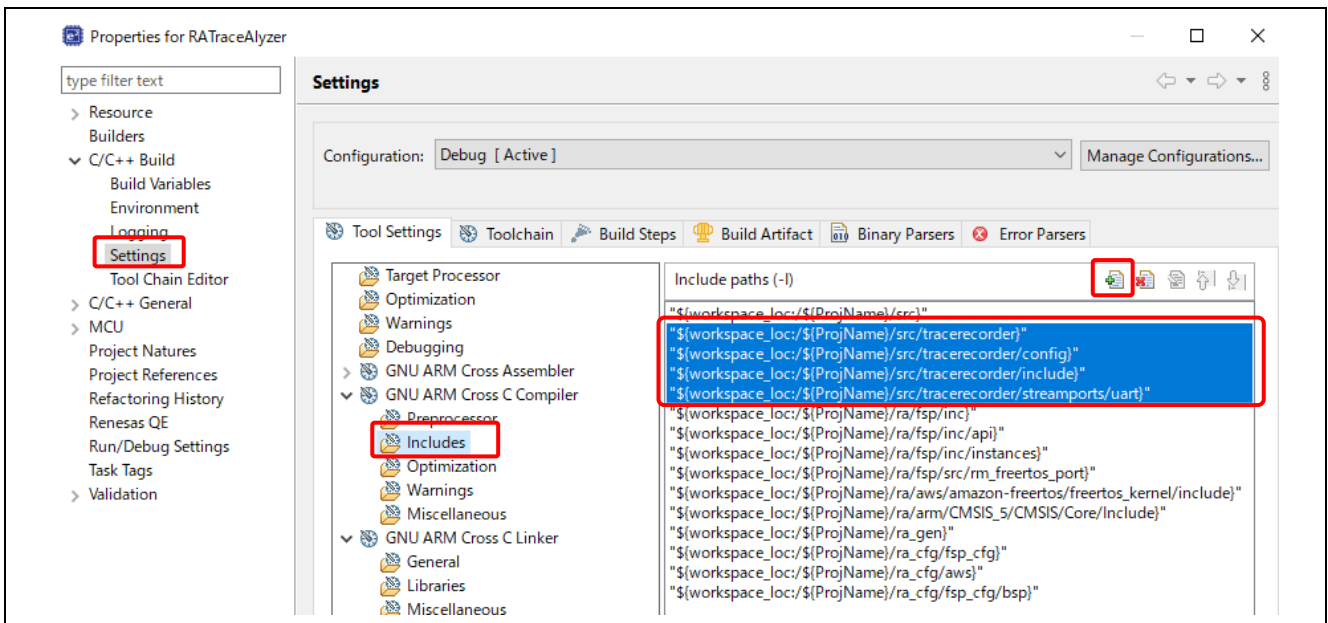 Properties for RATraceAlyzer
type filter text
Resource
Builders
C/C++ Build
Build Variables
Environment
Logging
Settings
Tool Chain Editor
C/C++ General
MCU
Project Natures
Project References
Refactoring History
Renesas QE
Run/Debug Settings
Task Tags
Validation
Settings
Configuration: Debug [ Active ]
Manage Configurations...
Tool Settings Toolchain Build Steps Build Artifact Binary Parsers Error Parsers
Target Processor
Optimization
Warnings
Debugging
GNU ARM Cross Assembler
GNU ARM Cross C Compiler
Preprocessor
Includes
Optimization
Warnings
Miscellaneous
GNU ARM Cross C Linker
General
Libraries
Miscellaneous
Include paths (-I)
"${workspace_loc:/${ProjName}/src}"
"${workspace_loc:/${ProjName}/src/tracerecorder}"
"${workspace_loc:/${ProjName}/src/tracerecorder/config}"
"${workspace_loc:/${ProjName}/src/tracerecorder/include}"
"${workspace_loc:/${ProjName}/src/tracerecorder/streamports/uart}"
"${workspace_loc:/${ProjName}/ra/fsp/inc}"
"${workspace_loc:/${ProjName}/ra/fsp/inc/api}"
"${workspace_loc:/${ProjName}/ra/fsp/inc/instances}"
"${workspace_loc:/${ProjName}/ra/fsp/src/rm_freertos_port}"
"${workspace_loc:/${ProjName}/ra/aws/amazon-freertos/freertos_kernel/include}"
"${workspace_loc:/${ProjName}/ra/arm/CMSIS_5/CMSIS/Core/Include}"
"${workspace_loc:/${ProjName}/ra_gen}"
"${workspace_loc:/${ProjName}/ra_cfg/fsp_cfg}"
"${workspace_loc:/${ProjName}/ra_cfg/aws}"
"${workspace_loc:/${ProjName}/ra_cfg/fsp_cfg/bsp}"